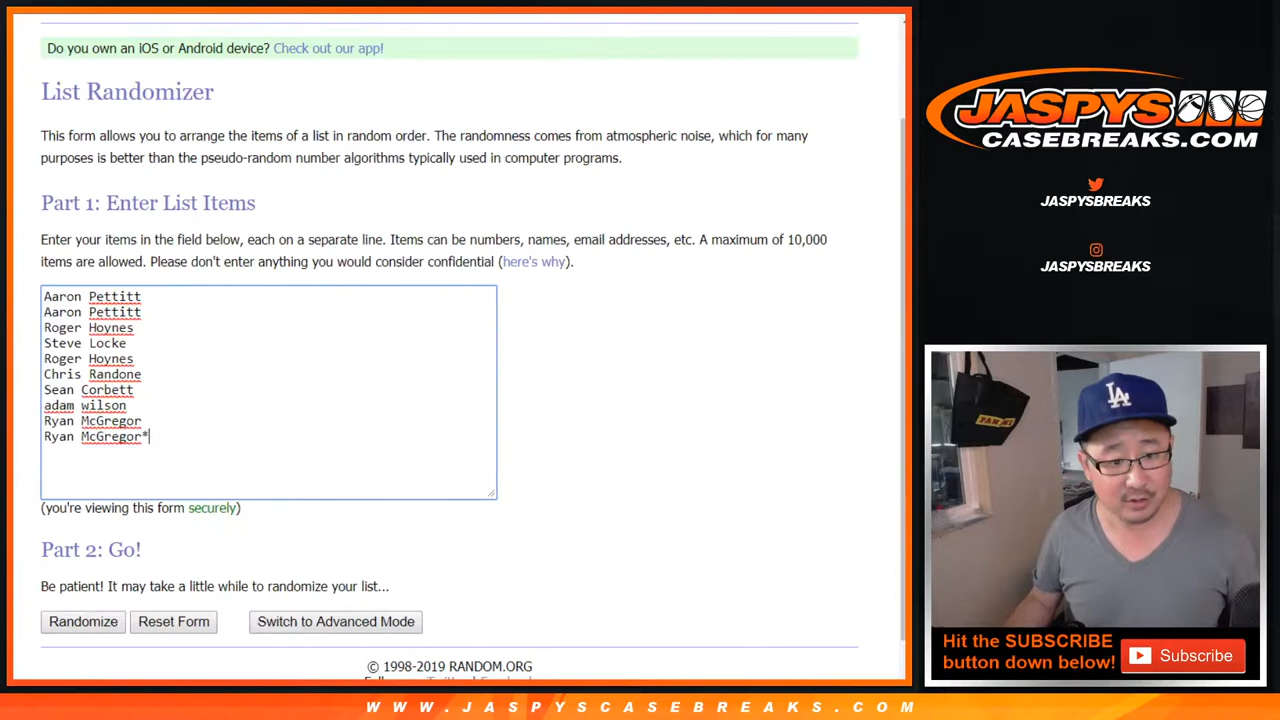 Do you own an iOS or Android device? Check out our app!
List Randomizer
This form allows you to arrange the items of a list in random order. The randomness comes from atmospheric noise, which for many
purposes is better than the pseudo-random number algorithms typically used in computer programs.
Part 1: Enter List Items
Enter your items in the field below, each on a separate line. Items can be numbers, names, email addresses, etc. A maximum of 10,000
items are allowed. Please don't enter anything you would consider confidential (here's why).
Aaron Pettitt
Aaron Pettitt
Roger Hoynes
Steve Locke
Roger Hoynes
Chris Randone
Sean Corbett
adam wilson
Ryan McGregor
Ryan McGregor*
(you're viewing this form securely)
Part 2: Go!
Be patient! It may take a little while to randomize your list...
Randomize
Reset Form
Switch to Advanced Mode
© 1998-2019 RANDOM.ORG
JASPYS
CASEBREAKS.COM
JASPYSBREAKS
JASPYSBREAKS
PANINI
LA
Hit the SUBSCRIBE
button down below!
Subscribe
WWW.JASPYSCASEBREAKS.COM